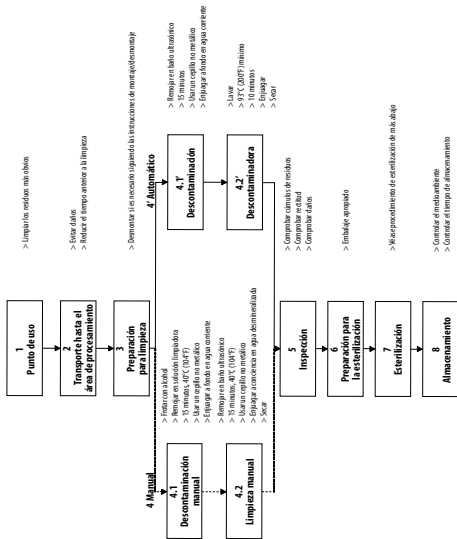 1
Punto de uso
> Limpiar los residuos más obvios
2
Transporte hasta el
área de procesamiento
> Evitar daños
> Reducir el tiempo anterior a la limpieza
3
Preparación
para limpieza
> Desmontar si es necesario siguiendo las instrucciones de montaje/desmontaje
4 Manual
4.1
Descontaminación
manual
> Frotar con alcohol
> Remojar en solución limpiadora
> 15 minutos, 40°C (104°F)
> Usar un cepillo no metálico
> Enjuagar a fondo en agua corriente
4.2
Limpieza manual
> Remojar en baño ultrasónico
> 15 minutos, 40°C (104°F)
> Usar un cepillo no metálico
> Enjuagar a conciencia en agua desmineralizada
> Secar
4' Automático
4.1'
Descontaminación
> Remojar en baño ultrasónico
> 15 minutos
> Usar un cepillo no metálico
> Enjuagar a fondo en agua corriente
4.2'
Descontaminadora
> Lavar
> 93°C (200°F) mínimo
> 10 minutos
> Enjuagar
> Secar
5
Inspección
> Comprobar cúmulos de residuos
> Comprobar rectitud
> Comprobar daños
6
Preparación para
la esterilización
> Embalaje apropiado
7
Esterilización
> Véase procedimiento de esterilización de más abajo
8
Almacenamiento
> Controlar el medio ambiente
> Controlar el tiempo de almacenamiento